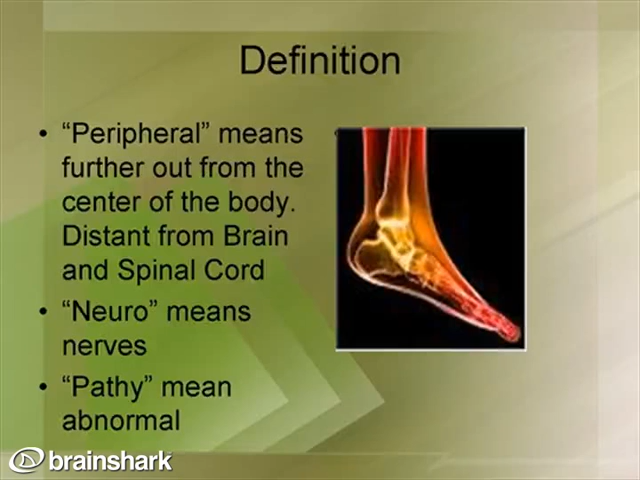 Definition
• “Peripheral” means
further out from the
center of the body.
Distant from Brain
and Spinal Cord
• “Neuro” means
nerves
• “Pathy” mean
abnormal
brainshark